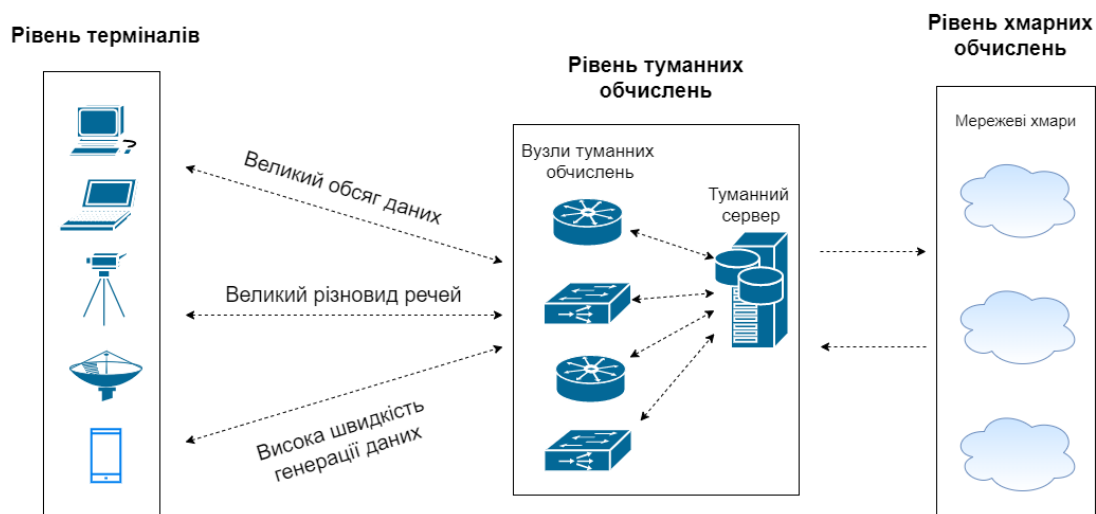 Рівень терміналів
Великий обсяг даних
Великий різновид речей
Висока швидкість
генерації даних
Рівень туманних
обчислень
Вузли туманних
обчислень
Туманний
сервер
Рівень хмарних
обчислень
Мережеві хмари
?